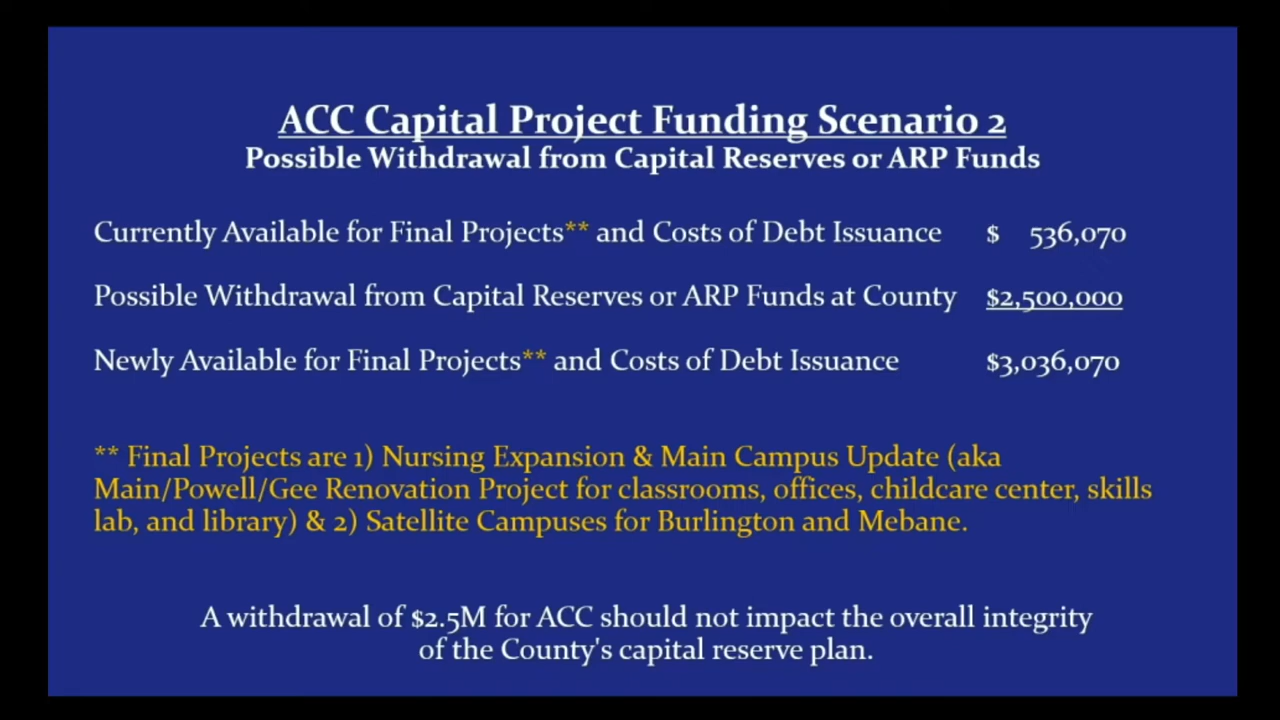 ACC Capital Project Funding Scenario 2
Possible Withdrawal from Capital Reserves or ARP Funds
Currently Available for Final Projects** and Costs of Debt Issuance $ 536,070
Possible Withdrawal from Capital Reserves or ARP Funds at County $2,500,000
Newly Available for Final Projects** and Costs of Debt Issuance $3,036,070
** Final Projects are 1) Nursing Expansion & Main Campus Update (aka
Main/Powell/Gee Renovation Project for classrooms, offices, childcare center, skills
lab, and library) & 2) Satellite Campuses for Burlington and Mebane.
A withdrawal of $2.5M for ACC should not impact the overall integrity
of the County's capital reserve plan.